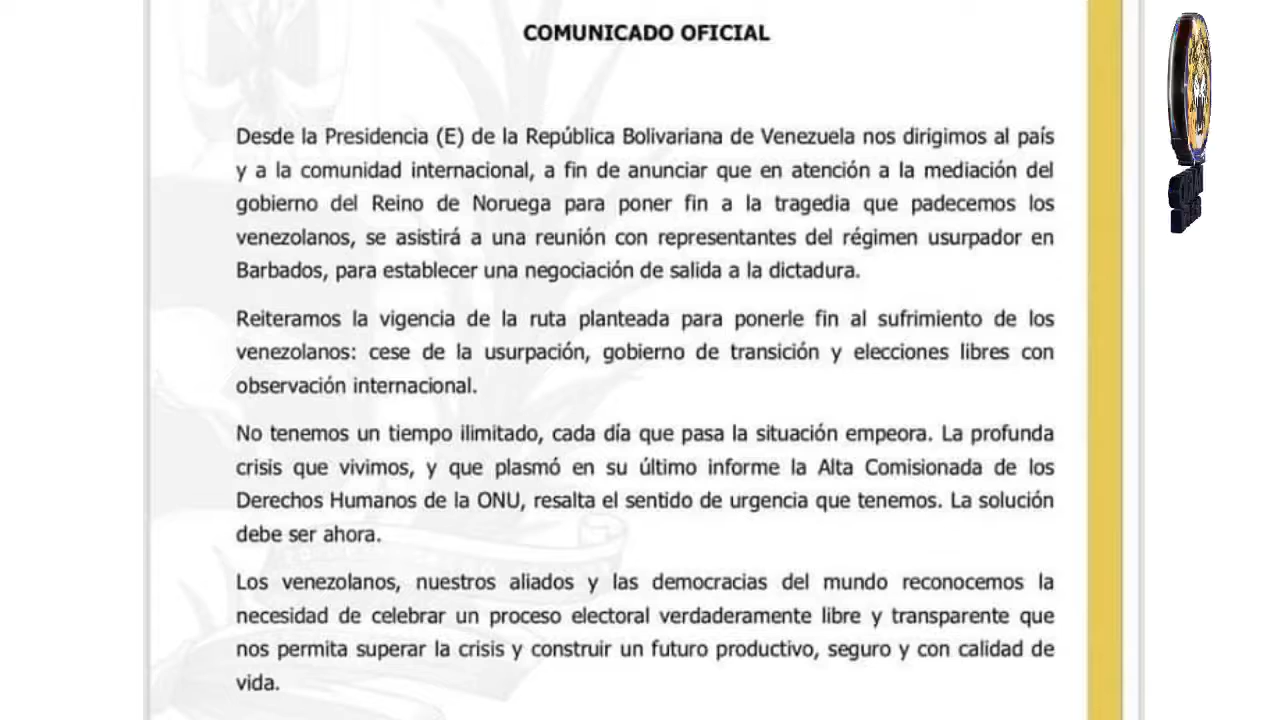 COMUNICADO OFICIAL
Desde la Presidencia (E) de la República Bolivariana de Venezuela nos dirigimos al país
y a la comunidad internacional, a fin de anunciar que en atención a la mediación del
gobierno del Reino de Noruega para poner fin a la tragedia que padecemos los
venezolanos, se asistirá a una reunión con representantes del régimen usurpador en
Barbados, para establecer una negociación de salida a la dictadura.
Reiteramos la vigencia de la ruta planteada para ponerle fin al sufrimiento de los
venezolanos: cese de la usurpación, gobierno de transición y elecciones libres con
observación internacional.
No tenemos un tiempo ilimitado, cada día que pasa la situación empeora. La profunda
crisis que vivimos, y que plasmó en su último informe la Alta Comisionada de los
Derechos Humanos de la ONU, resalta el sentido de urgencia que tenemos. La solución
debe ser ahora.
Los venezolanos, nuestros aliados y las democracias del mundo reconocemos la
necesidad de celebrar un proceso electoral verdaderamente libre y transparente que
nos permita superar la crisis y construir un futuro productivo, seguro y con calidad de
vida.